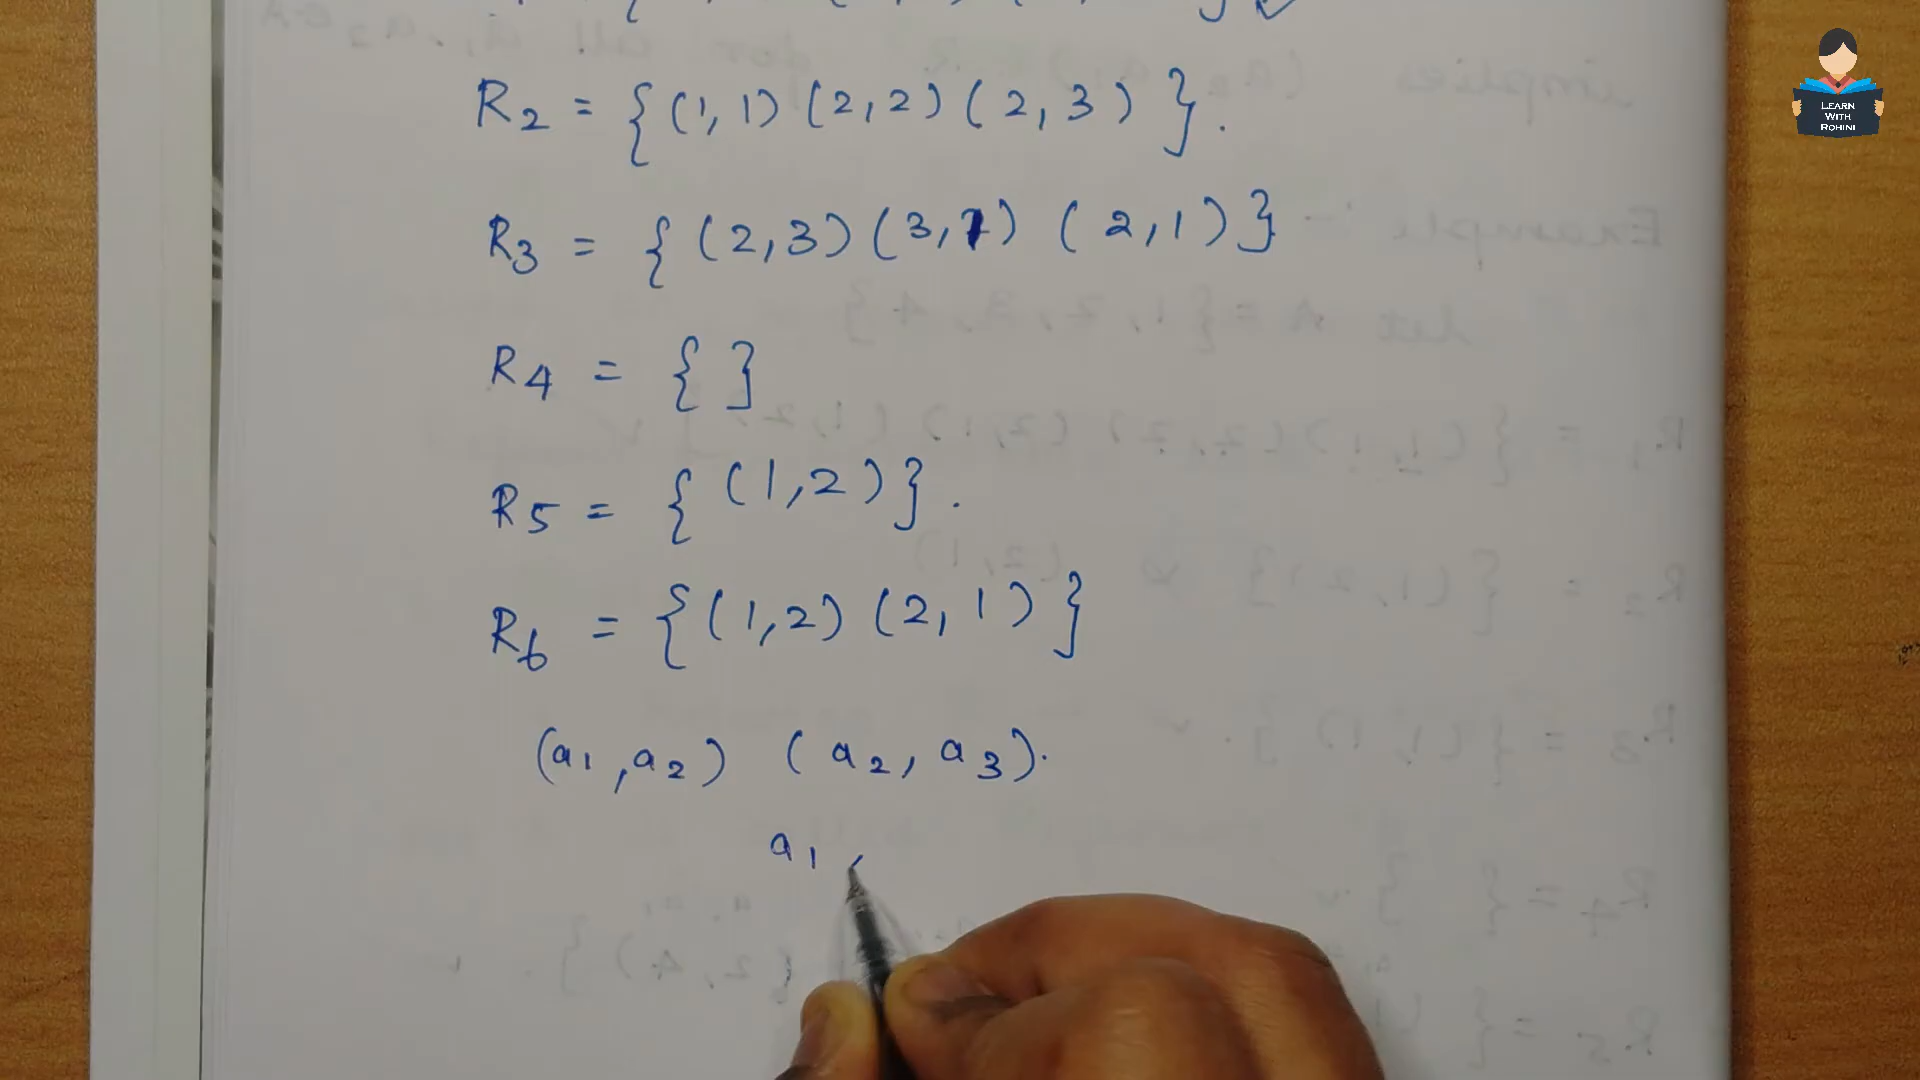 LEARN
WITH
ROHINI
R2 = {(1,1)(2,2)(2,3)}.
R3 = {(2,3)(3,1)(2,1)}
R4 = { }
R5 = {(1,2)}.
R6 = {(1,2)(2,1)}
(a1,a2) (a2,a3).
a1